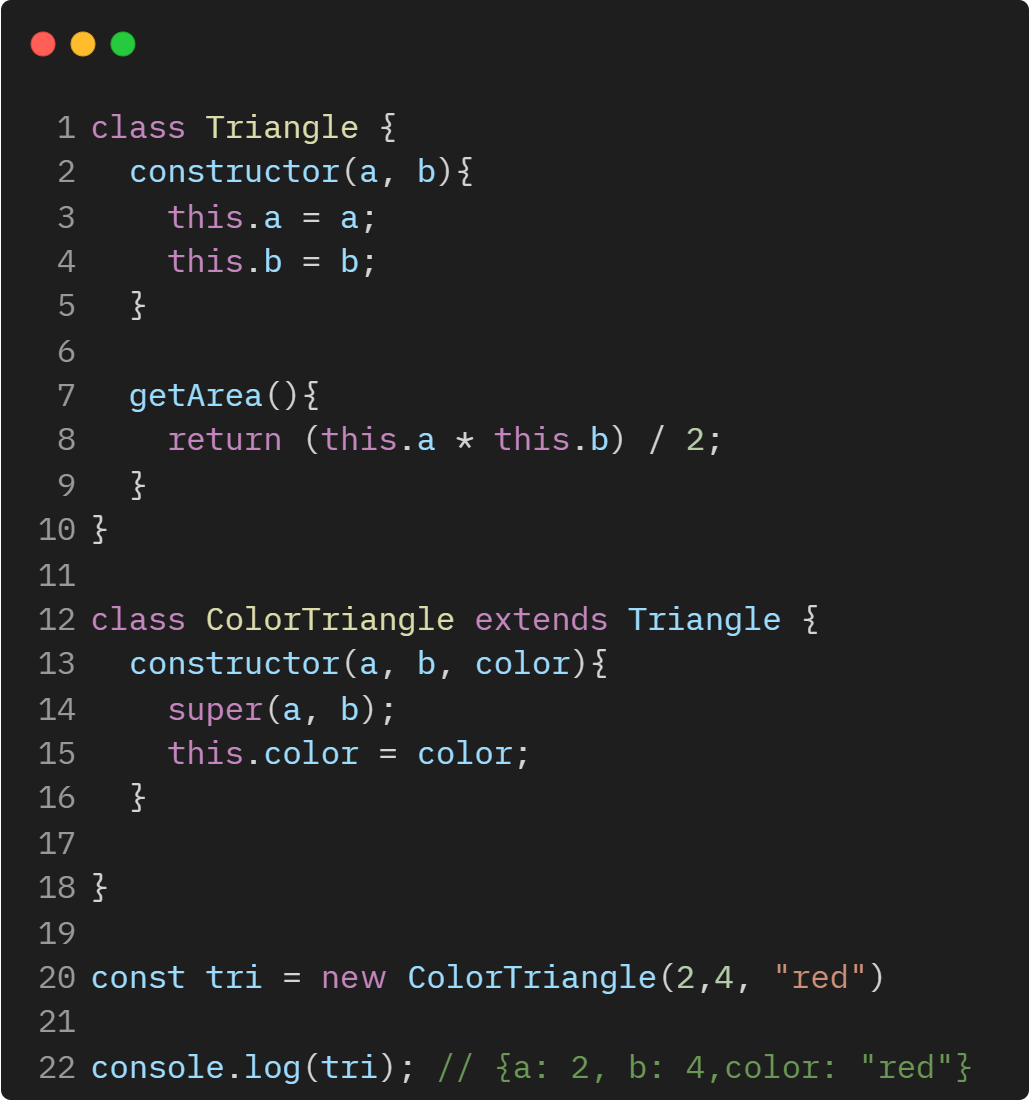 1 class Triangle {
2   constructor(a, b){
3     this.a = a;
4     this.b = b;
5   }
6
7   getArea(){
8     return (this.a * this.b) / 2;
9   }
10 }
11
12 class ColorTriangle extends Triangle {
13   constructor(a, b, color){
14     super(a, b);
15     this.color = color;
16   }
17
18 }
19
20 const tri = new ColorTriangle(2,4, "red")
21
22 console.log(tri); // {a: 2, b: 4,color: "red"}